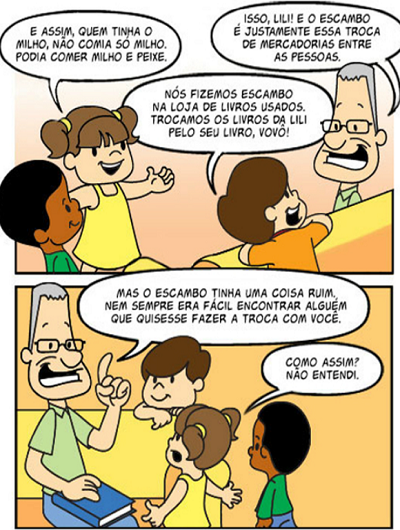 E ASSIM, QUEM TINHA O
MILHO, NÃO COMIA SÓ MILHO.
PODIA COMER MILHO E PEIXE.
ISSO, LILI! E O ESCAMBO
É JUSTAMENTE ESSA TROCA
DE MERCADORIAS ENTRE
AS PESSOAS.
NÓS FIZEMOS ESCAMBO
NA LOJA DE LIVROS USADOS.
TROCAMOS OS LIVROS DA LILI
PELO SEU LIVRO, VOVÔ!
MAS O ESCAMBO TINHA UMA COISA RUIM.
NEM SEMPRE ERA FÁCIL ENCONTRAR ALGUÉM
QUE QUISESSE FAZER A TROCA COM VOCÊ.
COMO ASSIM?
NÃO ENTENDI.